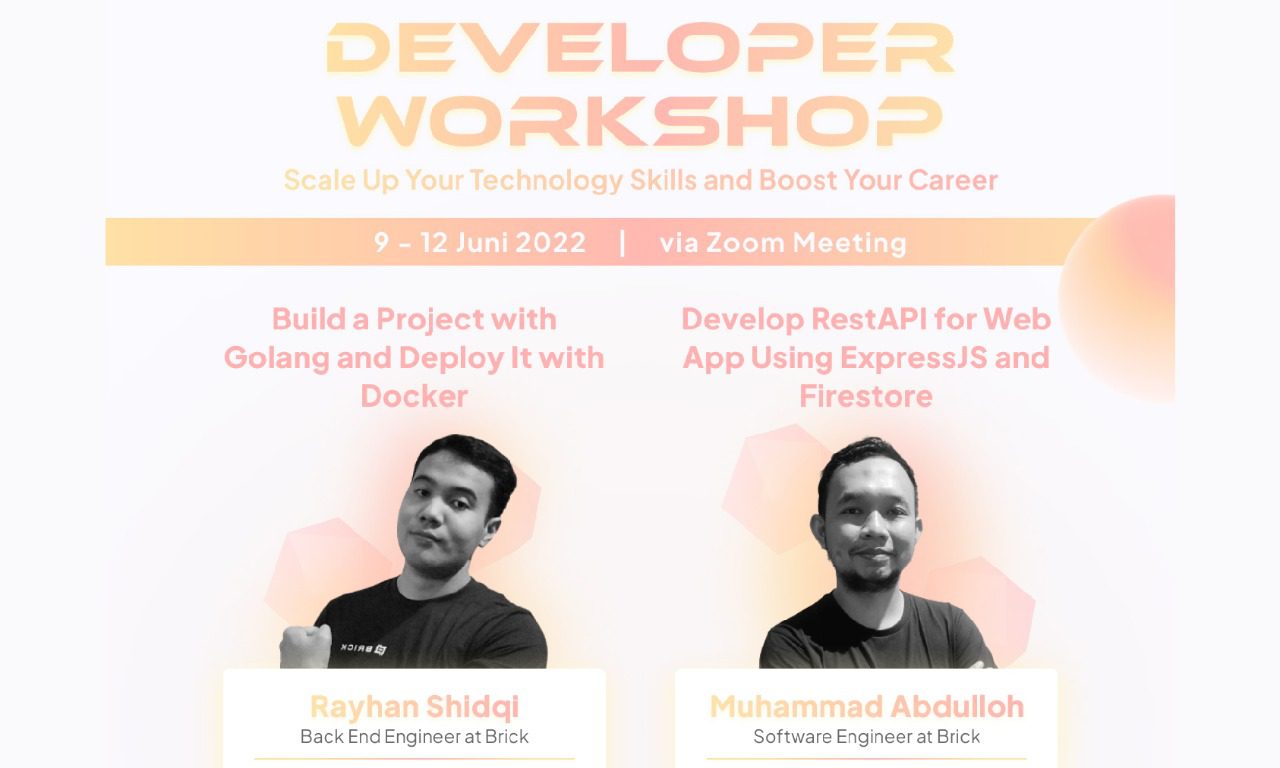 DEVELOPER
WORKSHOP
Scale Up Your Technology Skills and Boost Your Career
9 - 12 Juni 2022 | via Zoom Meeting
Build a Project with
Golang and Deploy It with
Docker
Develop RestAPI for Web
App Using ExpressJS and
Firestore
BRICK
Rayhan Shidqi
Back End Engineer at Brick
Muhammad Abdulloh
Software Engineer at Brick